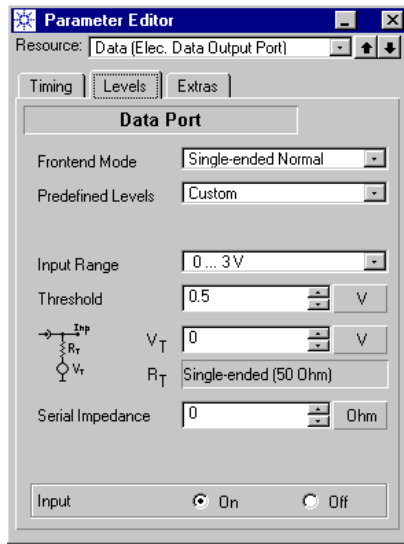 Parameter Editor
Resource: Data (Elec. Data Output Port)
Timing Levels Extras
Data Port
Frontend Mode Single-ended Normal
Predefined Levels Custom
Input Range 0 ... 3 V
Threshold 0.5 V
Inp
RT
VT
VT 0 V
RT Single-ended (50 Ohm)
Serial Impedance 0 Ohm
Input On Off